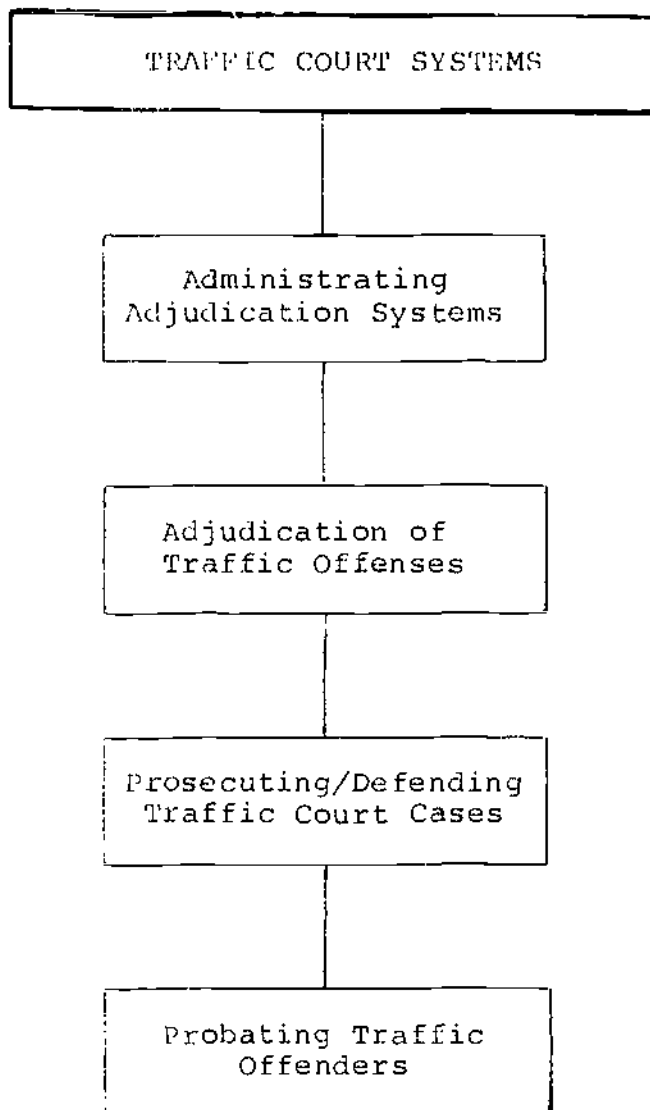 TRAFFIC COURT SYSTEMS
Administrating
Adjudication Systems
Adjudication of
Traffic Offenses
Prosecuting/Defending
Traffic Court Cases
Probating Traffic
Offenders